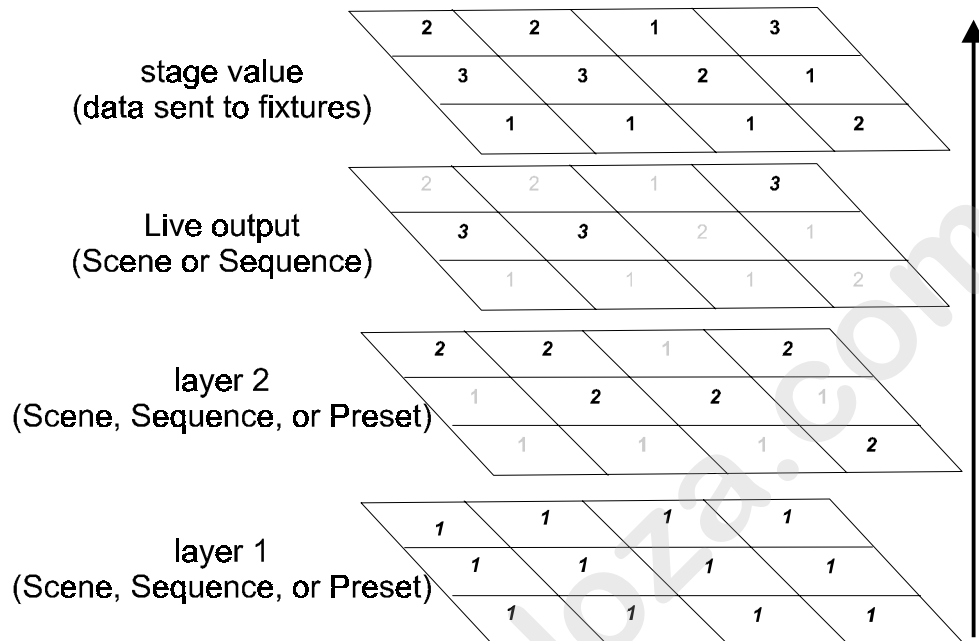 2 2 1 3
stage value
3 3 2 1
(data sent to fixtures)
1 1 1 2
2 2 1 3
Live output
3 3 2 1
(Scene or Sequence)
1 1 1 2
2 2 1 2
layer 2
1 2 2 1
(Scene, Sequence, or Preset)
1 1 1 2
1 1 1 1
layer 1
1 1 1 1
(Scene, Sequence, or Preset)
1 1 1 1
loza.com